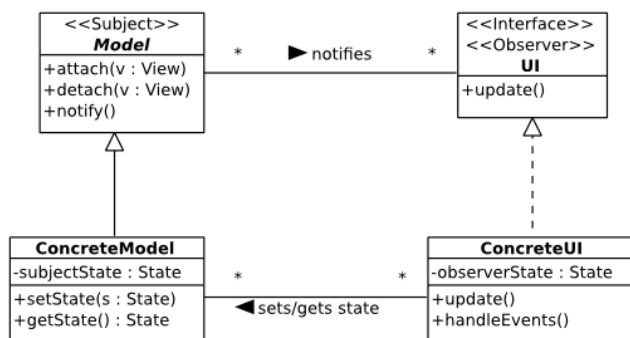 <<Subject>>
Model
+attach(v : View)
+detach(v : View)
+notify()
* ► notifies *
<<Interface>>
<<Observer>>
UI
+update()
ConcreteModel
-subjectState : State
+setState(s : State)
+getState() : State
* *
◄ sets/gets state
ConcreteUI
-observerState : State
+update()
+handleEvents()